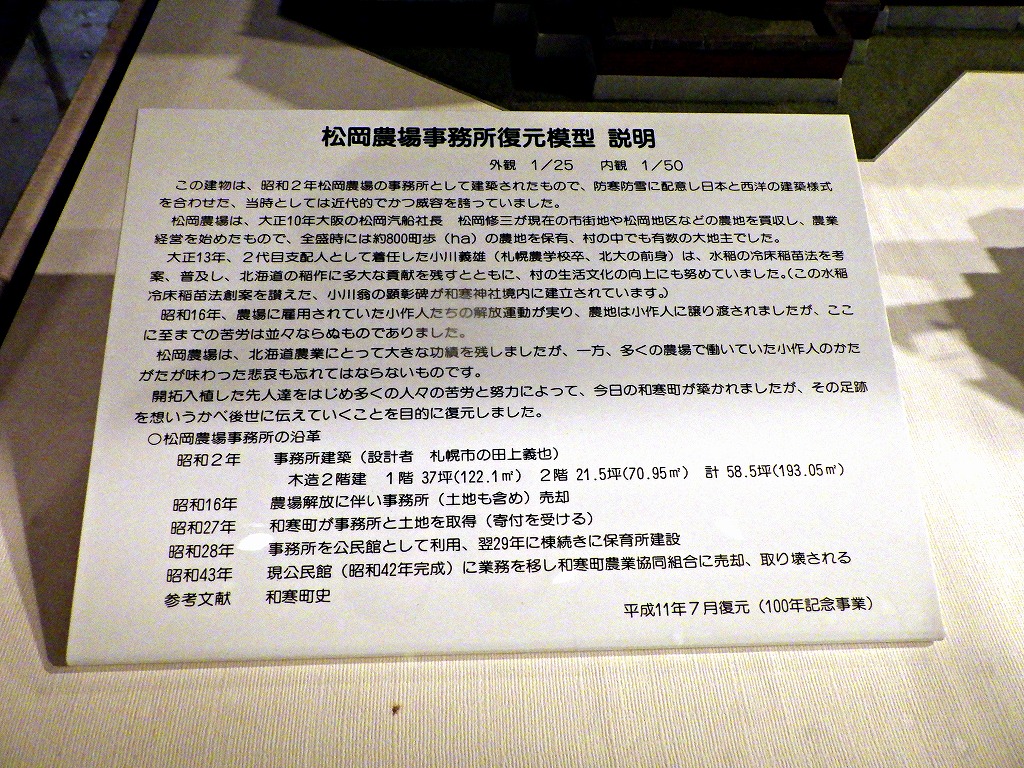 松岡農場事務所復元模型 説明
外観 1/25 内観 1/50
この建物は、昭和2年松岡農場の事務所として建築されたもので、防寒防雪に配意し日本と西洋の建築様式
を合わせた、当時としては近代的でかつ威容を誇っていました。
松岡農場は、大正10年大阪の松岡汽船社長 松岡修三が現在の市街地や松岡地区などの農地を買収し、農業
経営を始めたもので、全盛時には約800町歩(ha)の農地を保有、村の中でも有数の大地主でした。
大正13年、2代目支配人として着任した小川義雄(札幌農学校卒、北大の前身)は、水稲の冷床稲苗法を考
案、普及し、北海道の稲作に多大な貢献を残すとともに、村の生活文化の向上にも努めていました。(この水稲
冷床稲苗法創案を讃えた、小川翁の顕彰碑が和寒神社境内に建立されています。)
昭和16年、農場に雇用されていた小作人たちの解放運動が実り、農地は小作人に譲り渡されましたが、ここ
に至までの苦労は並々ならぬものでありました。
松岡農場は、北海道農業にとって大きな功績を残しましたが、一方、多くの農場で働いていた小作人のかた
がたが味わった悲哀も忘れてはならないものです。
開拓入植した先人達をはじめ多くの人々の苦労と努力によって、今日の和寒町が築かれましたが、その足跡
を想いうかべ後世に伝えていくことを目的に復元しました。
○松岡農場事務所の沿革
昭和2年 事務所建築(設計者 札幌市の田上義也)
木造2階建 1階 37坪(122.1㎡) 2階 21.5坪(70.95㎡) 計 58.5坪(193.05㎡)
昭和16年 農場解放に伴い事務所(土地も含め)売却
昭和27年 和寒町が事務所と土地を取得(寄付を受ける)
昭和28年 事務所を公民館として利用、翌29年に棟続きに保育所建設
昭和43年 現公民館(昭和42年完成)に業務を移し和寒町農業協同組合に売却、取り壊される
参考文献 和寒町史
平成11年7月復元(100年記念事業)